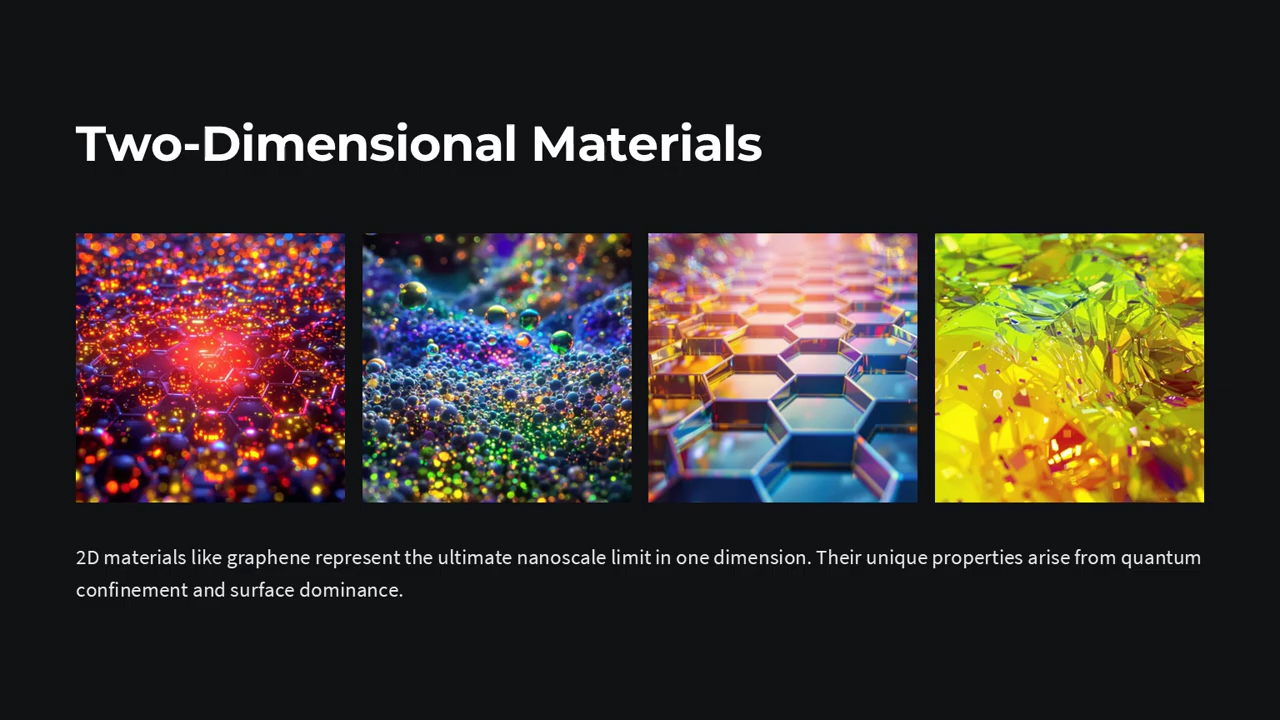 Two-Dimensional Materials
2D materials like graphene represent the ultimate nanoscale limit in one dimension. Their unique properties arise from quantum
confinement and surface dominance.